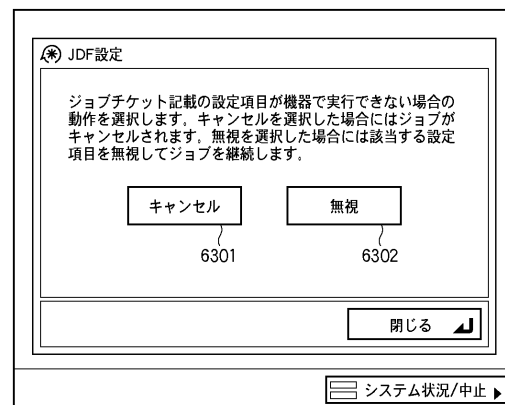 JDF設定
ジョブチケット記載の設定項目が機器で実行できない場合の
動作を選択します。キャンセルを選択した場合にはジョブが
キャンセルされます。無視を選択した場合には該当する設定
項目を無視してジョブを継続します。
キャンセル 無視
6301 6302
閉じる
システム状況/中止